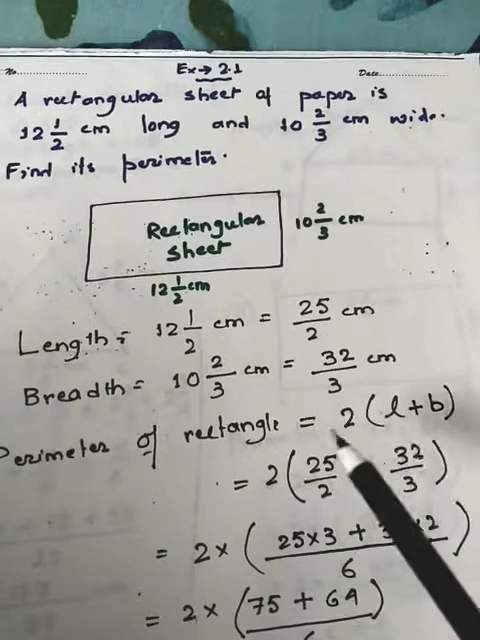 No.
Ex → 2.1
Date.
A rectangular sheet of paper is
12 1/2 cm long and 10 2/3 cm wide.
Find its perimeter.
Rectangular
sheet
10 2/3 cm
12 1/2 cm
Length = 12 1/2 cm = 25/2 cm
Breadth = 10 2/3 cm = 32/3 cm
Perimeter of rectangle = 2 (l+b)
= 2 (25/2 32/3)
= 2 × (25×3 + 3 ×2 / 6)
= 2 × (75 + 64)